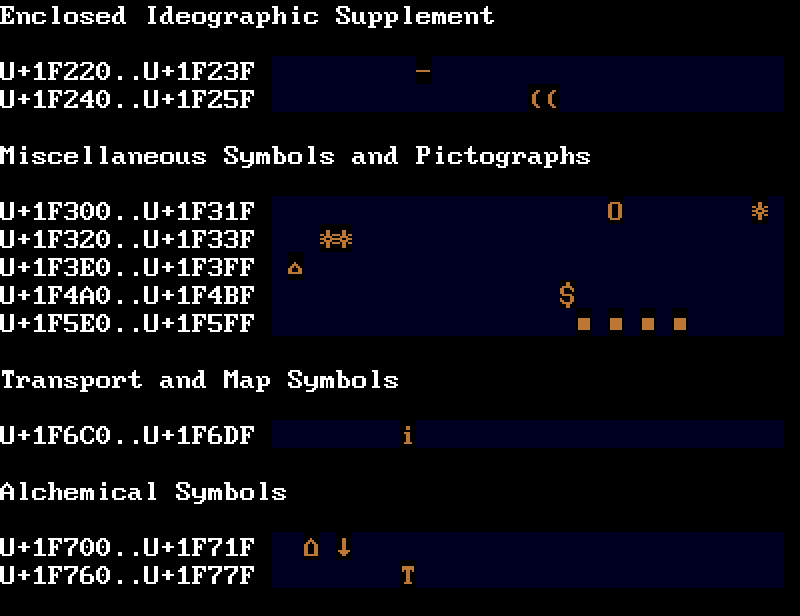 Enclosed Ideographic Supplement
U+1F220..U+1F23F –
U+1F240..U+1F25F ((
Miscellaneous Symbols and Pictographs
U+1F300..U+1F31F O *
U+1F320..U+1F33F **
U+1F3E0..U+1F3FF ⌂
U+1F4A0..U+1F4BF $
U+1F5E0..U+1F5FF ■ ■ ■ ■
Transport and Map Symbols
U+1F6C0..U+1F6DF i
Alchemical Symbols
U+1F700..U+1F71F ⌂ ↓
U+1F760..U+1F77F T